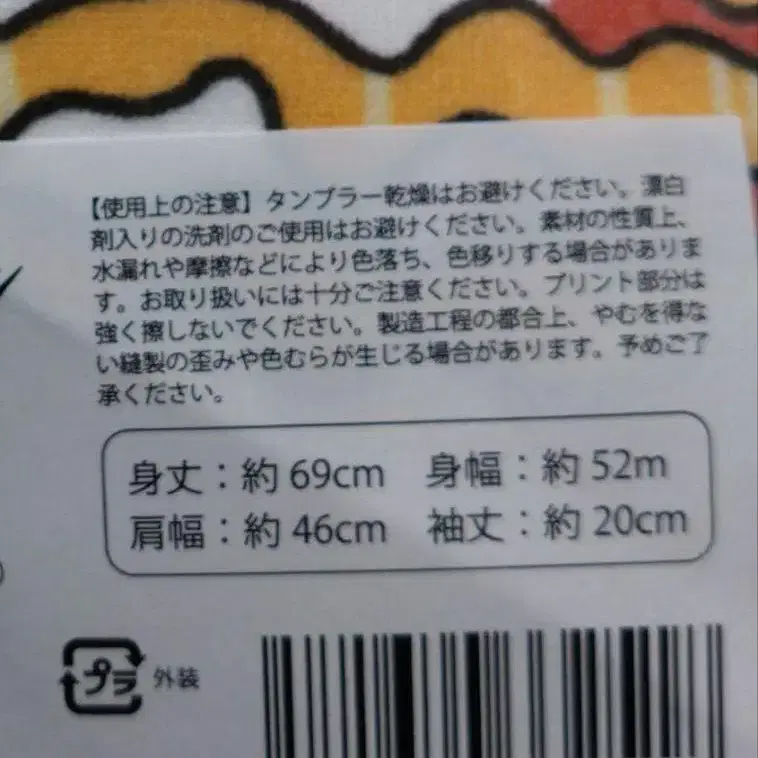 【使用上の注意】タンブラー乾燥はお避けください。漂白
剤入りの洗剤のご使用はお避けください。素材の性質上、
水濡れや摩擦などにより色落ち、色移りする場合がありま
す。お取り扱いには十分ご注意ください。プリント部分は
強く擦しないでください。製造工程の都合上、やむを得な
い縫製の歪みや色むらが生じる場合があります。予めご了
承ください。
身丈：約 69cm 身幅：約 52m
肩幅：約 46cm 袖丈：約 20cm
プラ 外装